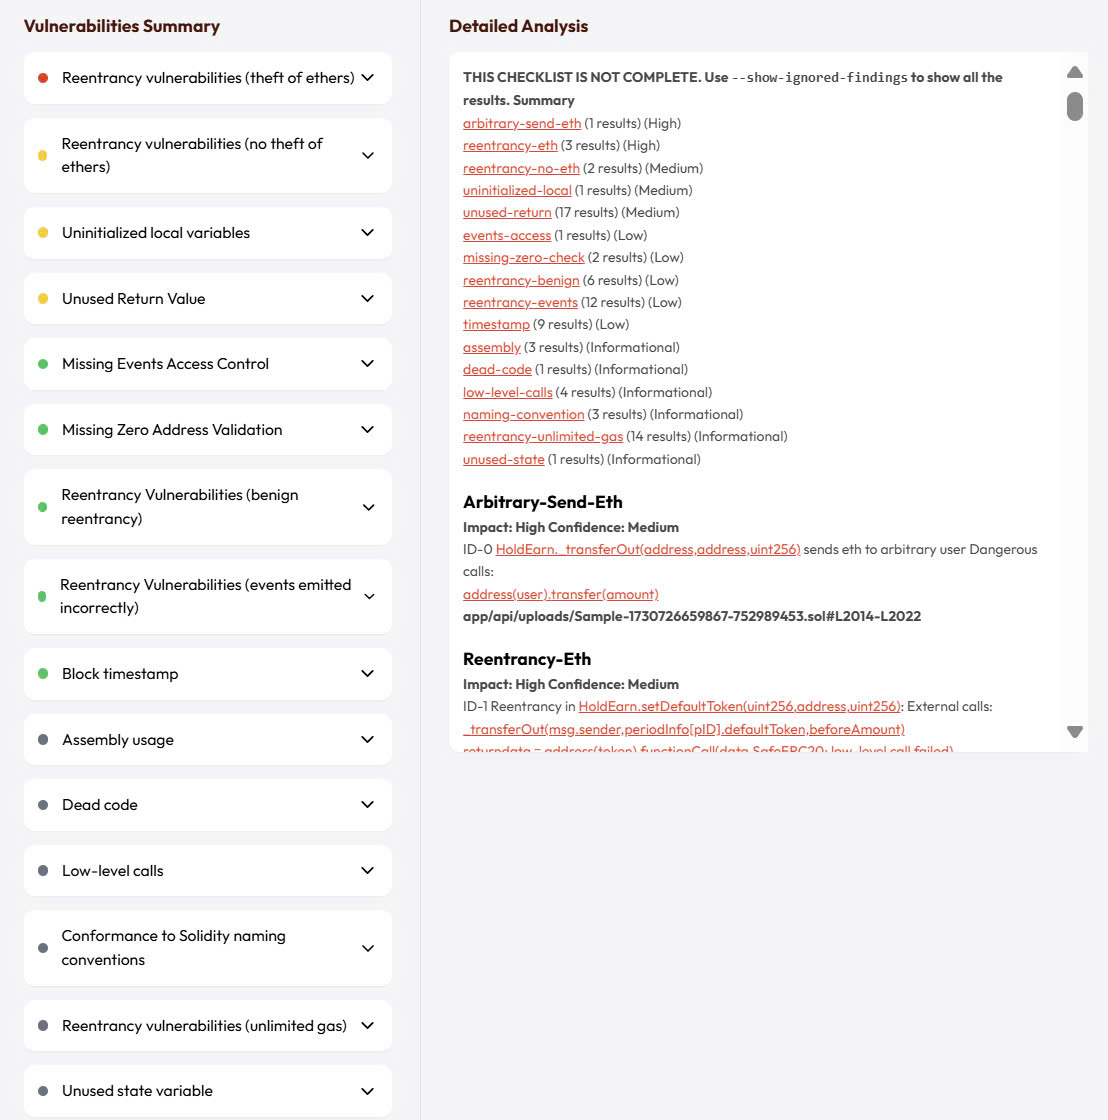 Vulnerabilities Summary
Reentrancy vulnerabilities (theft of ethers)
Reentrancy vulnerabilities (no theft of
ethers)
Uninitialized local variables
Unused Return Value
Missing Events Access Control
Missing Zero Address Validation
Reentrancy Vulnerabilities (benign
reentrancy)
Reentrancy Vulnerabilities (events emitted
incorrectly)
Block timestamp
Assembly usage
Dead code
Low-level calls
Conformance to Solidity naming
conventions
Reentrancy vulnerabilities (unlimited gas)
Unused state variable
Detailed Analysis
THIS CHECKLIST IS NOT COMPLETE. Use --show-ignored-findings to show all the
results. Summary
arbitrary-send-eth (1 results) (High)
reentrancy-eth (3 results) (High)
reentrancy-no-eth (2 results) (Medium)
uninitialized-local (1 results) (Medium)
unused-return (17 results) (Medium)
events-access (1 results) (Low)
missing-zero-check (2 results) (Low)
reentrancy-benign (6 results) (Low)
reentrancy-events (12 results) (Low)
timestamp (9 results) (Low)
assembly (3 results) (Informational)
dead-code (1 results) (Informational)
low-level-calls (4 results) (Informational)
naming-convention (3 results) (Informational)
reentrancy-unlimited-gas (14 results) (Informational)
unused-state (1 results) (Informational)
Arbitrary-Send-Eth
Impact: High Confidence: Medium
ID-0 HoldEarn._transferOut(address,address,uint256) sends eth to arbitrary user Dangerous
calls:
address(user).transfer(amount)
app/api/uploads/Sample-1730726659867-752989453.sol#L2014-L2022
Reentrancy-Eth
Impact: High Confidence: Medium
ID-1 Reentrancy in HoldEarn.setDefaultToken(uint256,address,uint256): External calls:
_transferOut(msg.sender,periodInfo[pID].defaultToken,beforeAmount)
returndata = address(token).functionCall(data,SafeERC20: low-level call failed)